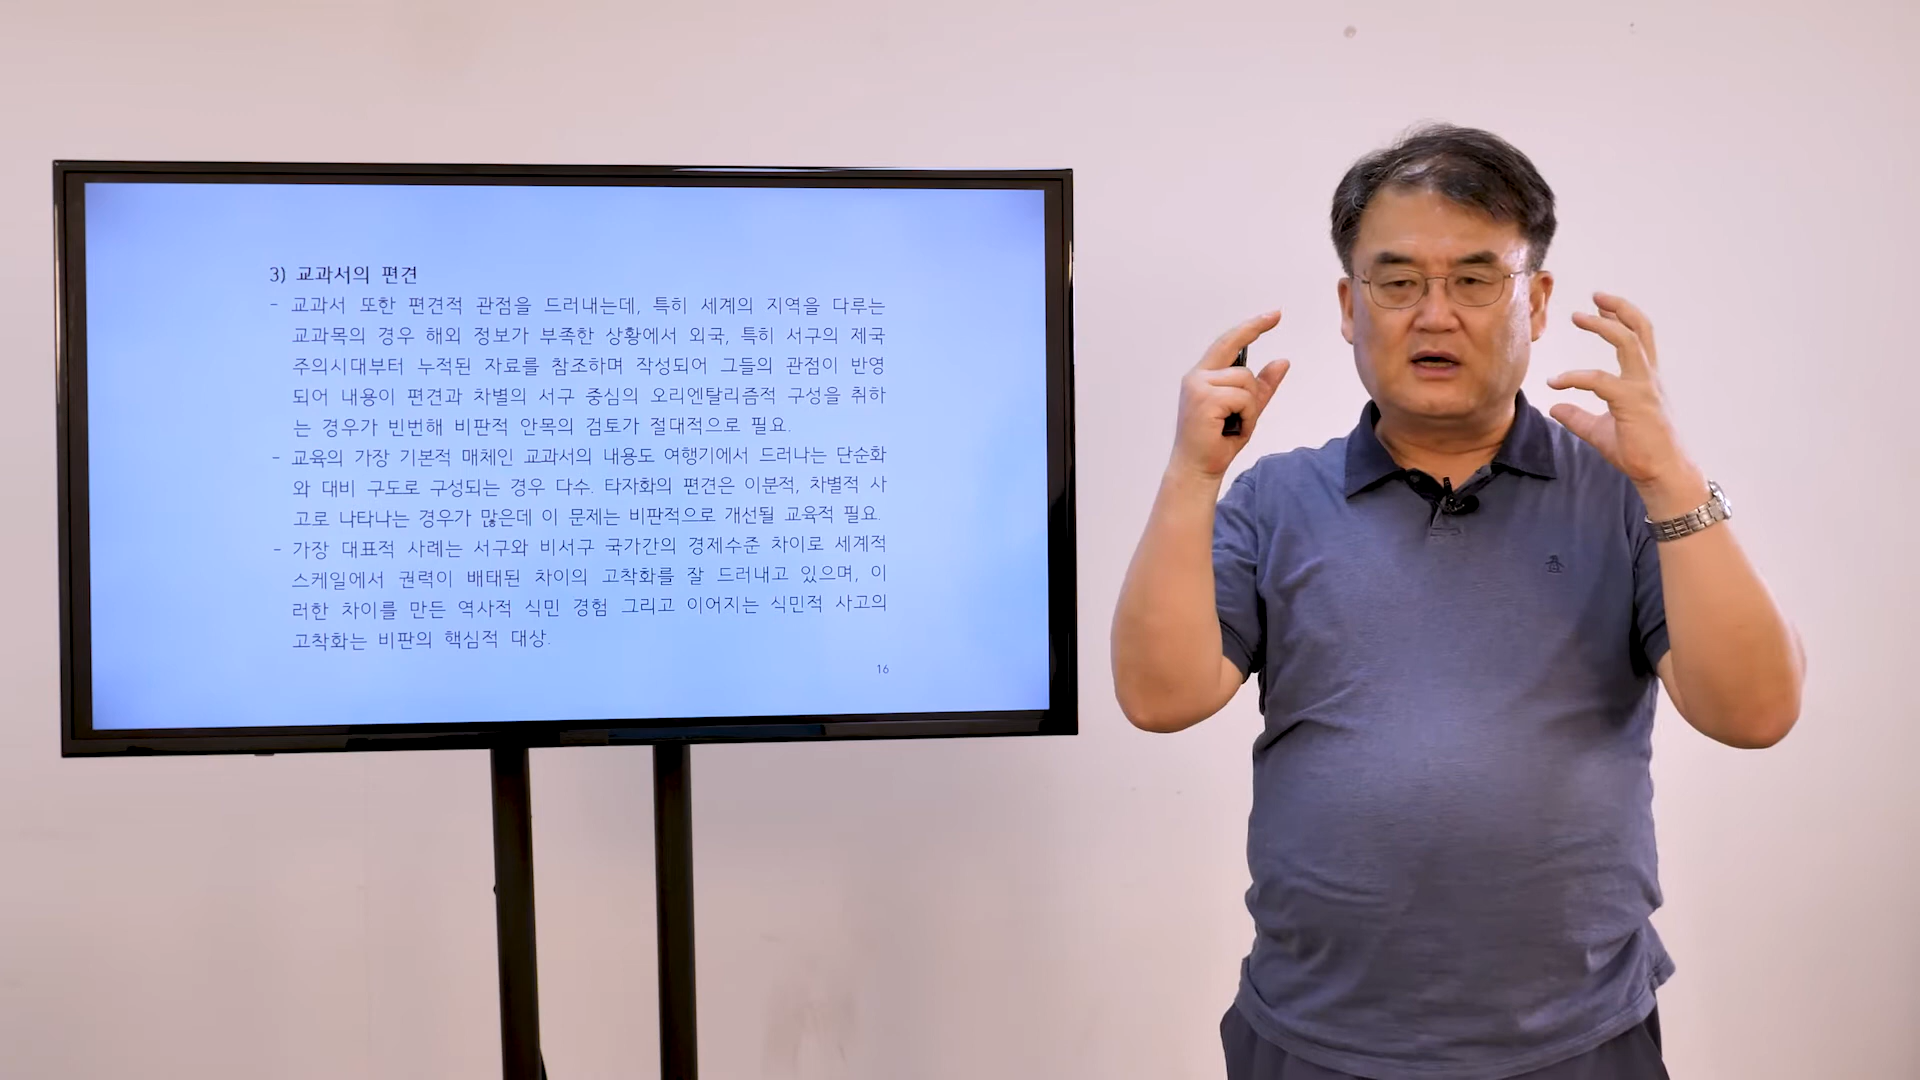 3) 교과서의 편견
- 교과서 또한 편견적 관점을 드러내는데, 특히 세계의 지역을 다루는
교과목의 경우 해외 정보가 부족한 상황에서 외국, 특히 서구의 제국
주의시대부터 누적된 자료를 참조하며 작성되어 그들의 관점이 반영
되어 내용이 편견과 차별의 서구 중심의 오리엔탈리즘적 구성을 취하
는 경우가 빈번해 비판적 안목의 검토가 절대적으로 필요.
- 교육의 가장 기본적 매체인 교과서의 내용도 여행기에서 드러나는 단순화
와 대비 구도로 구성되는 경우 다수. 타자화의 편견은 이분적, 차별적 사
고로 나타나는 경우가 많은데 이 문제는 비판적으로 개선될 교육적 필요.
- 가장 대표적 사례는 서구와 비서구 국가간의 경제수준 차이로 세계적
스케일에서 권력이 배태된 차이의 고착화를 잘 드러내고 있으며, 이
러한 차이를 만든 역사적 식민 경험 그리고 이어지는 식민적 사고의
고착화는 비판의 핵심적 대상.
16